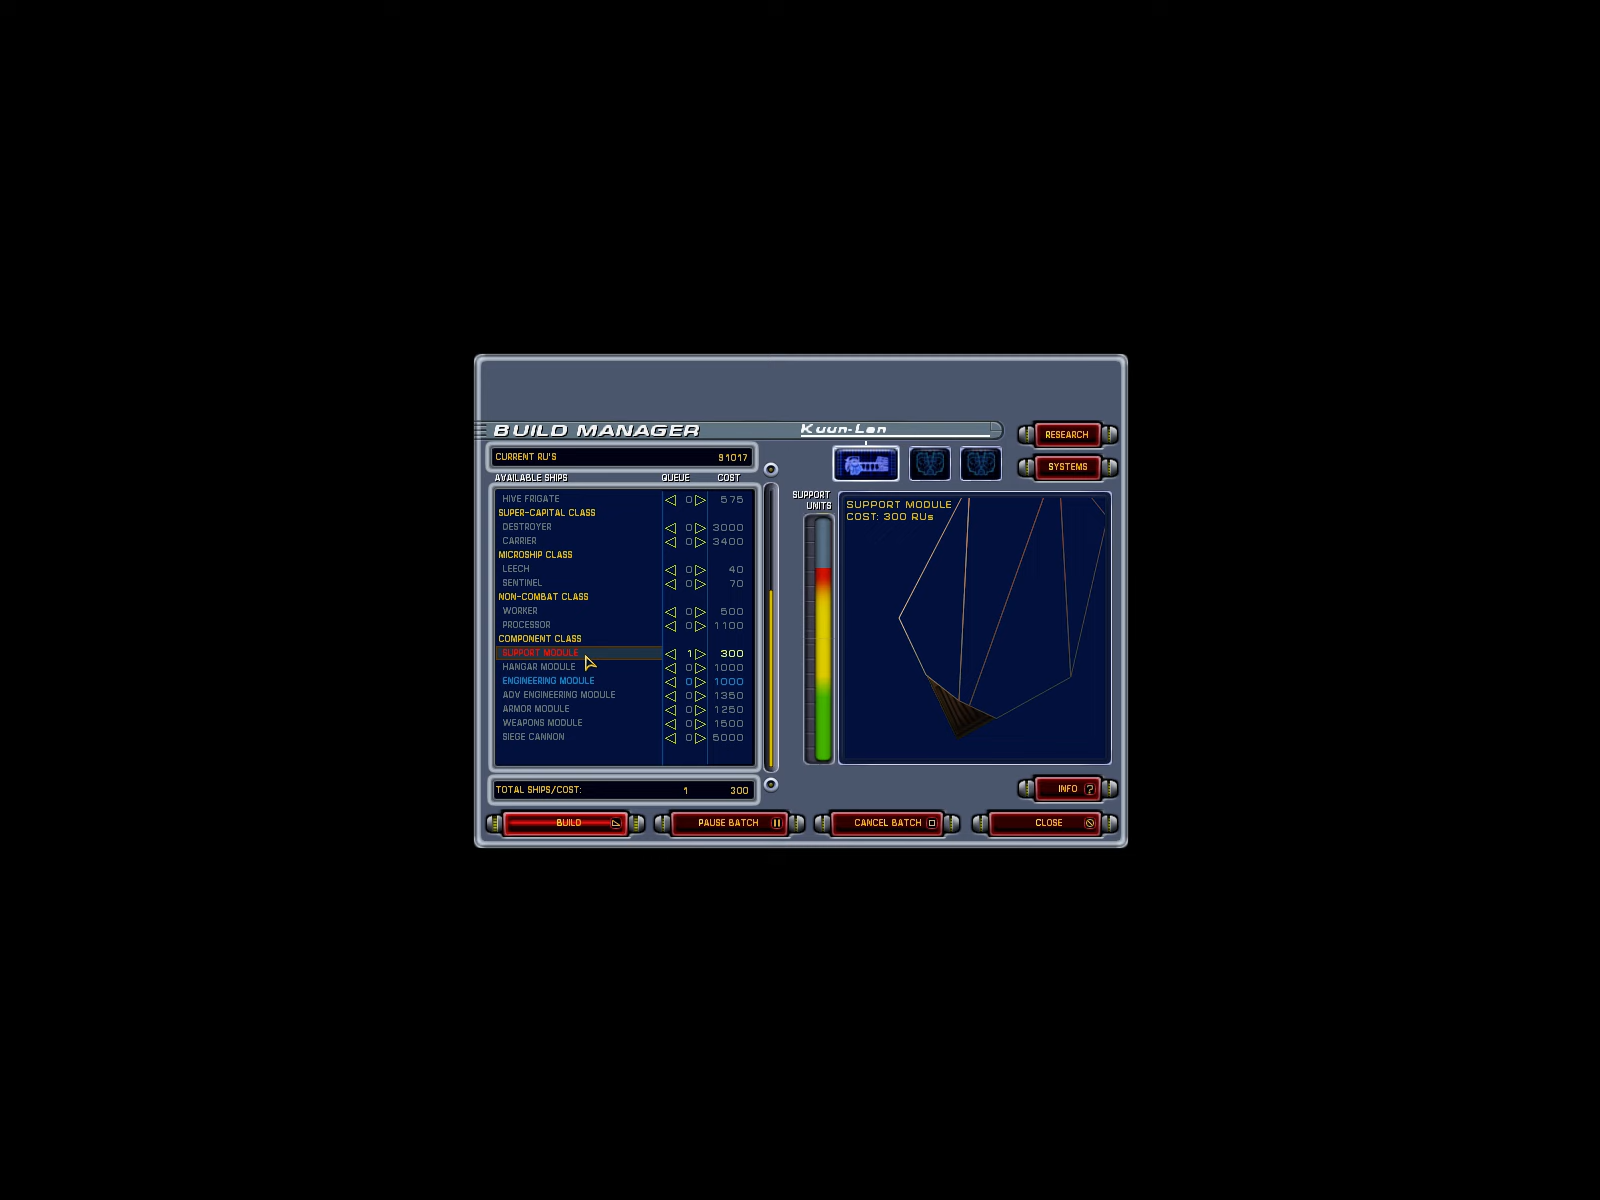 BUILD MANAGER
Kuun-Lan
RESEARCH
CURRENT RU'S 91017
SYSTEMS
AVAILABLE SHIPS QUEUE COST
HIVE FRIGATE 0 575
SUPER-CAPITAL CLASS
DESTROYER 0 3000
CARRIER 0 3400
MICROSHIP CLASS
LEECH 0 40
SENTINEL 0 70
NON-COMBAT CLASS
WORKER 0 500
PROCESSOR 0 1100
COMPONENT CLASS
SUPPORT MODULE 1 300
HANGAR MODULE 0 1000
ENGINEERING MODULE 0 1000
ADV ENGINEERING MODULE 0 1350
ARMOR MODULE 0 1250
WEAPONS MODULE 0 1500
SIEGE CANNON 0 5000
SUPPORT
UNITS
SUPPORT MODULE
COST: 300 RUs
TOTAL SHIPS/COST: 1 300
INFO ?
BUILD
PAUSE BATCH
CANCEL BATCH
CLOSE